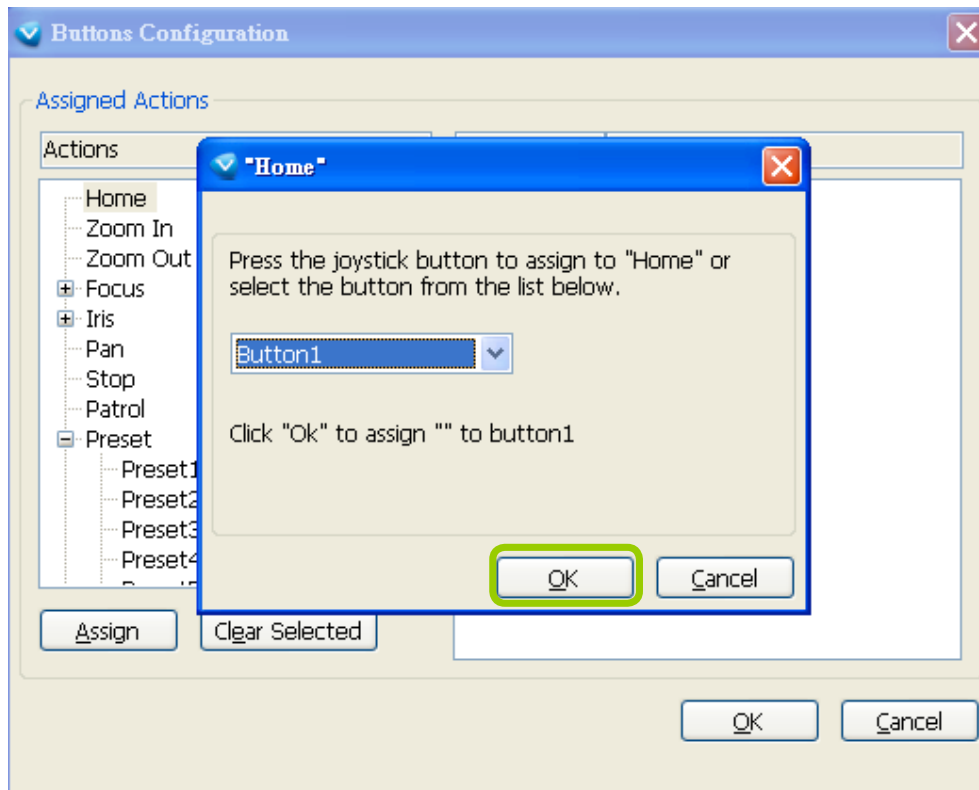 Buttons Configuration
Assigned Actions
Actions
Home
Zoom In
Zoom Out
Focus
Iris
Pan
Stop
Patrol
Preset
Preset1
Preset2
Preset3
Preset4
"Home"
Press the joystick button to assign to "Home" or
select the button from the list below.
Button1
Click "Ok" to assign "" to button1
OK
Cancel
Assign
Clear Selected
OK
Cancel